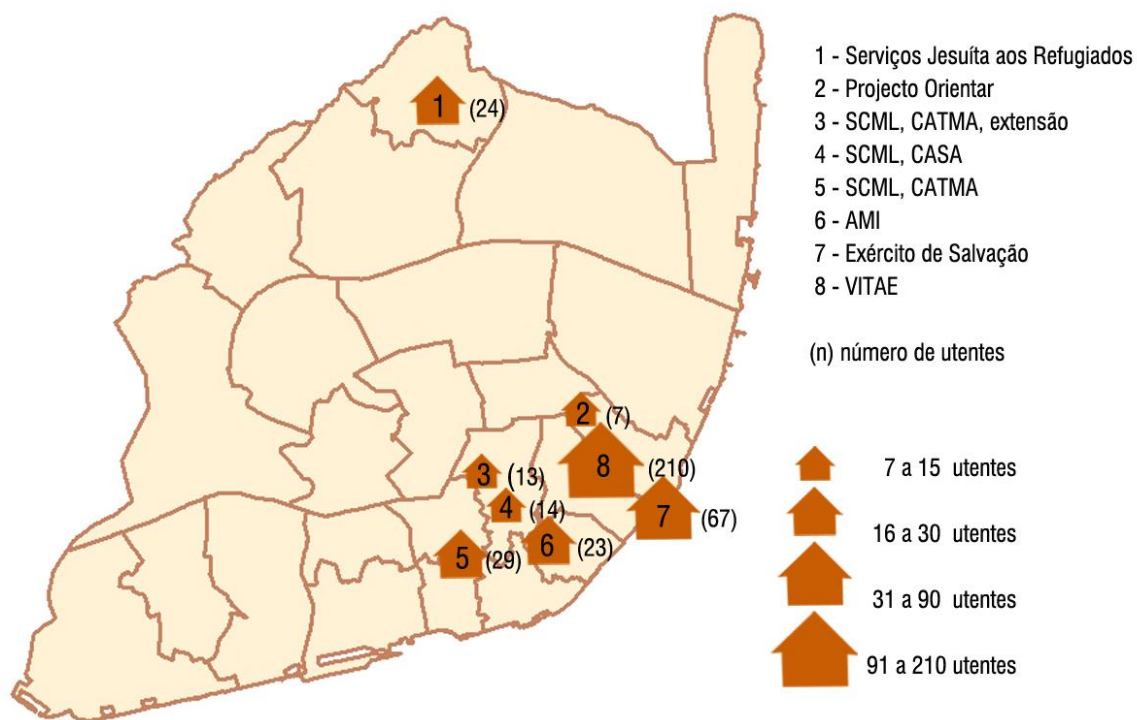 1 (24)
1 - Serviços Jesuíta aos Refugiados
2 - Projecto Orientar
3 - SCML, CATMA, extensão
4 - SCML, CASA
5 - SCML, CATMA
6 - AMI
7 - Exército de Salvação
8 - VITAE
(n) número de utentes
2 (7)
8 (210)
3 (13)
4 (14)
7 (67)
6 (23)
5 (29)
7 a 15 utentes
16 a 30 utentes
31 a 90 utentes
91 a 210 utentes